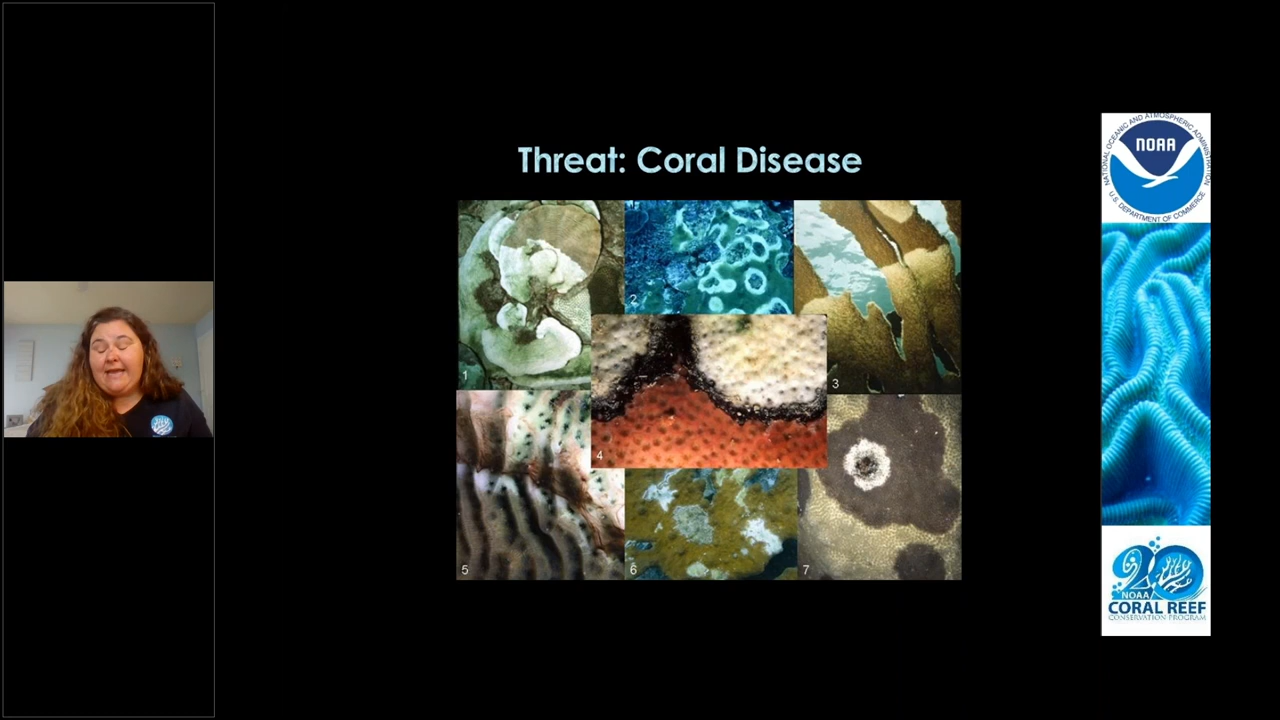 Threat: Coral Disease
1
2
3
4
5
6
7
NATIONAL OCEANIC AND ATMOSPHERIC ADMINISTRATION
NOAA
U.S. DEPARTMENT OF COMMERCE
20
NOAA
CORAL REEF
CONSERVATION PROGRAM